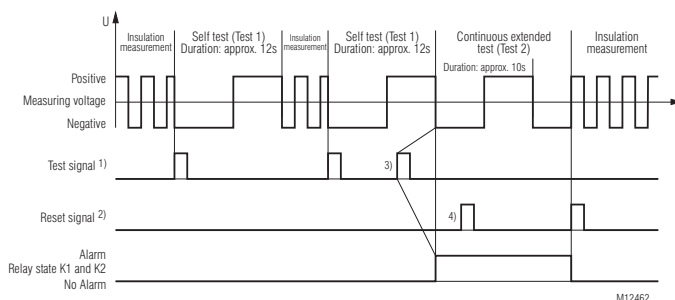 U
Insulation
measurement
Self test (Test 1)
Duration: approx. 12s
Insulation
measurement
Self test (Test 1)
Duration: approx. 12s
Continuous extended
test (Test 2)
Duration: approx. 10s
Insulation
measurement
Positive
Measuring voltage
Negative
Test signal 1)
3)
Reset signal 2)
4)
Alarm
Relay state K1 and K2
No Alarm
M12462